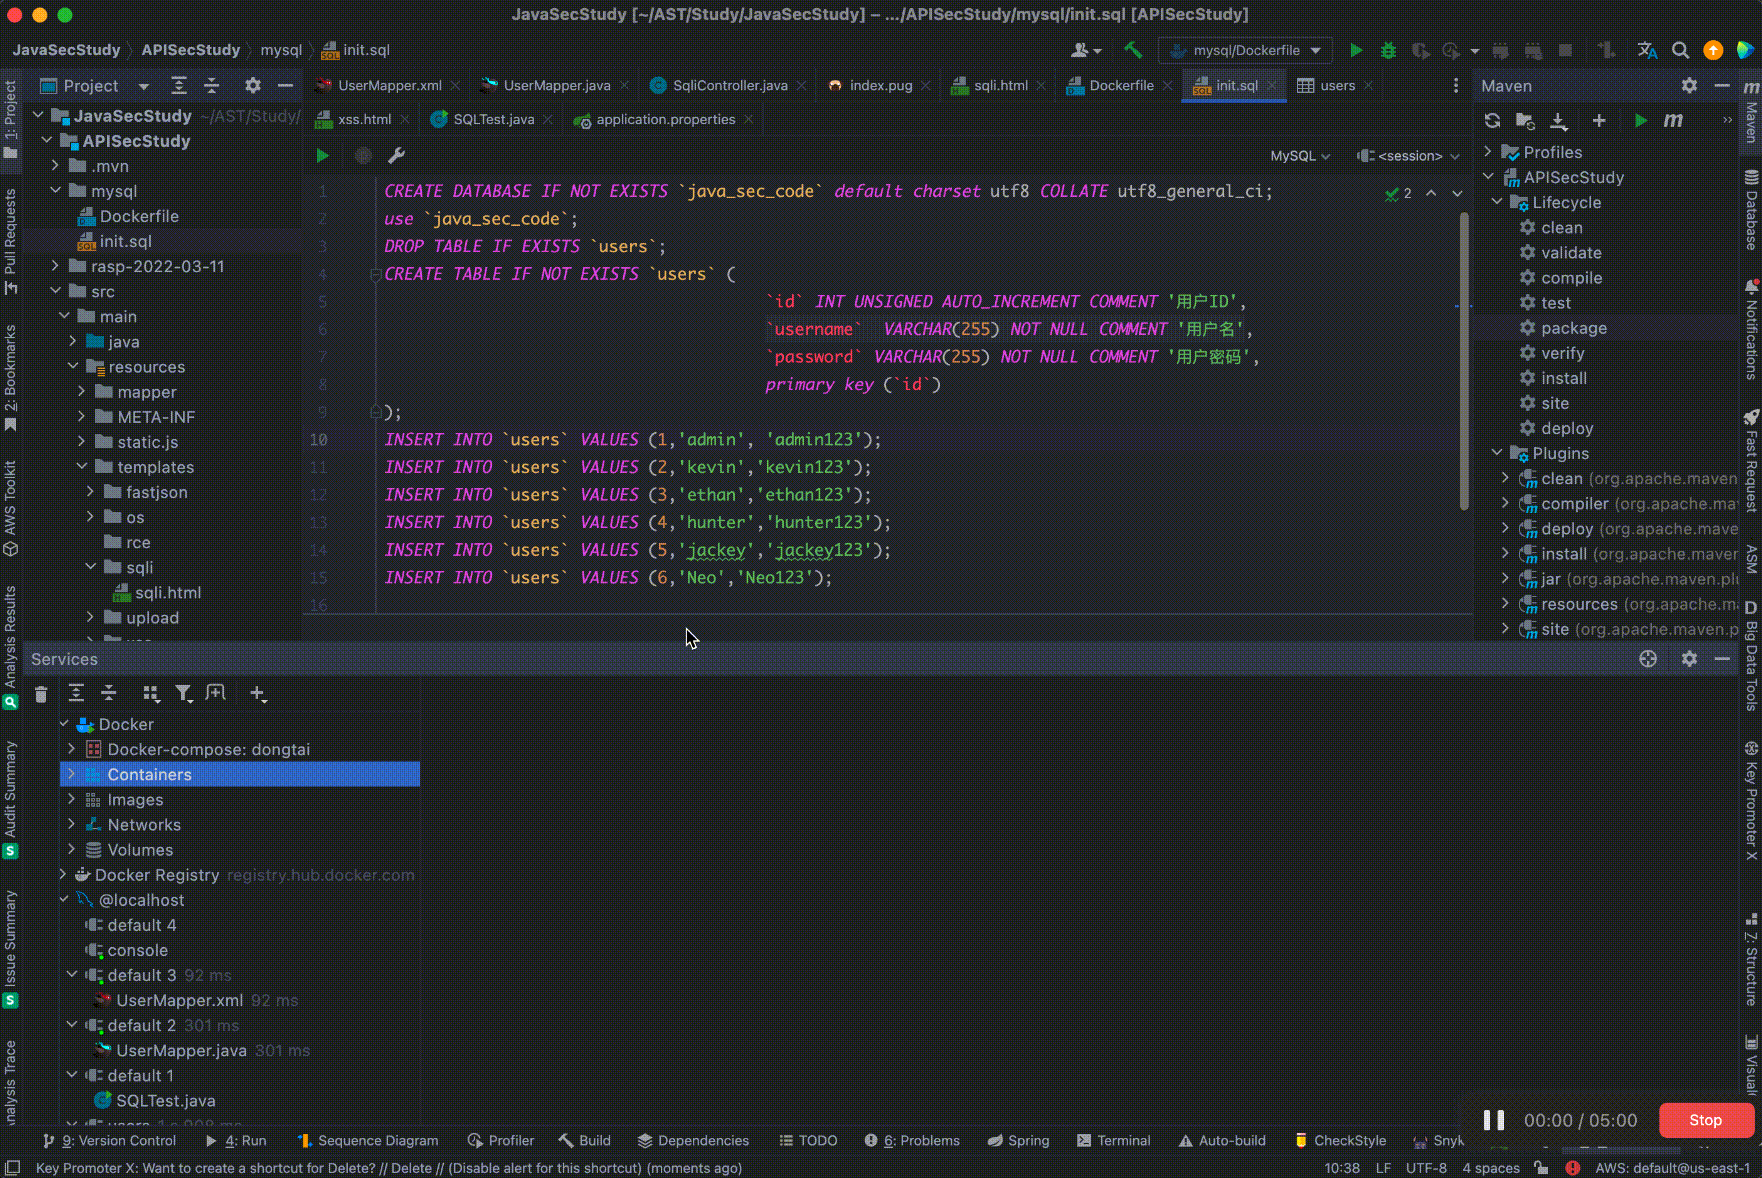 JavaSecStudy [~/AST/Study/JavaSecStudy] – .../APISecStudy/mysql/init.sql [APISecStudy]
JavaSecStudy APISecStudy mysql init.sql
mysql/Dockerfile
Project
UserMapper.xml UserMapper.java SqliController.java index.pug sqli.html Dockerfile init.sql users
xss.html SQLTest.java application.properties
MySQL <session>
1: Project
Pull Requests
2: Bookmarks
AWS Toolkit
Analysis Results
Audit Summary
Issue Summary
JavaSecStudy ~/AST/Study/
APISecStudy
.mvn
mysql
Dockerfile
init.sql
rasp-2022-03-11
src
main
java
resources
mapper
META-INF
static.js
templates
fastjson
os
rce
sqli
sqli.html
upload
1 CREATE DATABASE IF NOT EXISTS `java_sec_code` default charset utf8 COLLATE utf8_general_ci;
2 use `java_sec_code`;
3 DROP TABLE IF EXISTS `users`;
4 CREATE TABLE IF NOT EXISTS `users` (
5 `id` INT UNSIGNED AUTO_INCREMENT COMMENT '用户ID',
6 `username` VARCHAR(255) NOT NULL COMMENT '用户名',
7 `password` VARCHAR(255) NOT NULL COMMENT '用户密码',
8 primary key (`id`)
9 );
10 INSERT INTO `users` VALUES (1,'admin', 'admin123');
11 INSERT INTO `users` VALUES (2,'kevin','kevin123');
12 INSERT INTO `users` VALUES (3,'ethan','ethan123');
13 INSERT INTO `users` VALUES (4,'hunter','hunter123');
14 INSERT INTO `users` VALUES (5,'jackey','jackey123');
15 INSERT INTO `users` VALUES (6,'Neo','Neo123');
16
2
Maven
Profiles
APISecStudy
Lifecycle
clean
validate
compile
test
package
verify
install
site
deploy
Plugins
clean (org.apache.maven
compiler (org.apache.ma
deploy (org.apache.mave
install (org.apache.maver
jar (org.apache.maven.plu
resources (org.apache.m
site (org.apache.maven.p
Maven
Database
Notifications
Fast Request
ASM
Big Data Tools
Key Promoter X
7: Structure
Services
Docker
Docker-compose: dongtai
Containers
Images
Networks
Volumes
Docker Registry registry.hub.docker.com
@localhost
default 4
console
default 3 92 ms
UserMapper.xml 92 ms
default 2 301 ms
UserMapper.java 301 ms
default 1
SQLTest.java
00:00 / 05:00 Stop
9: Version Control 4: Run Sequence Diagram Profiler Build Dependencies TODO 6: Problems Spring Terminal Auto-build CheckStyle Snyk
Key Promoter X: Want to create a shortcut for Delete? // Delete // (Disable alert for this shortcut) (moments ago)
10:38 LF UTF-8 4 spaces AWS: default@us-east-1